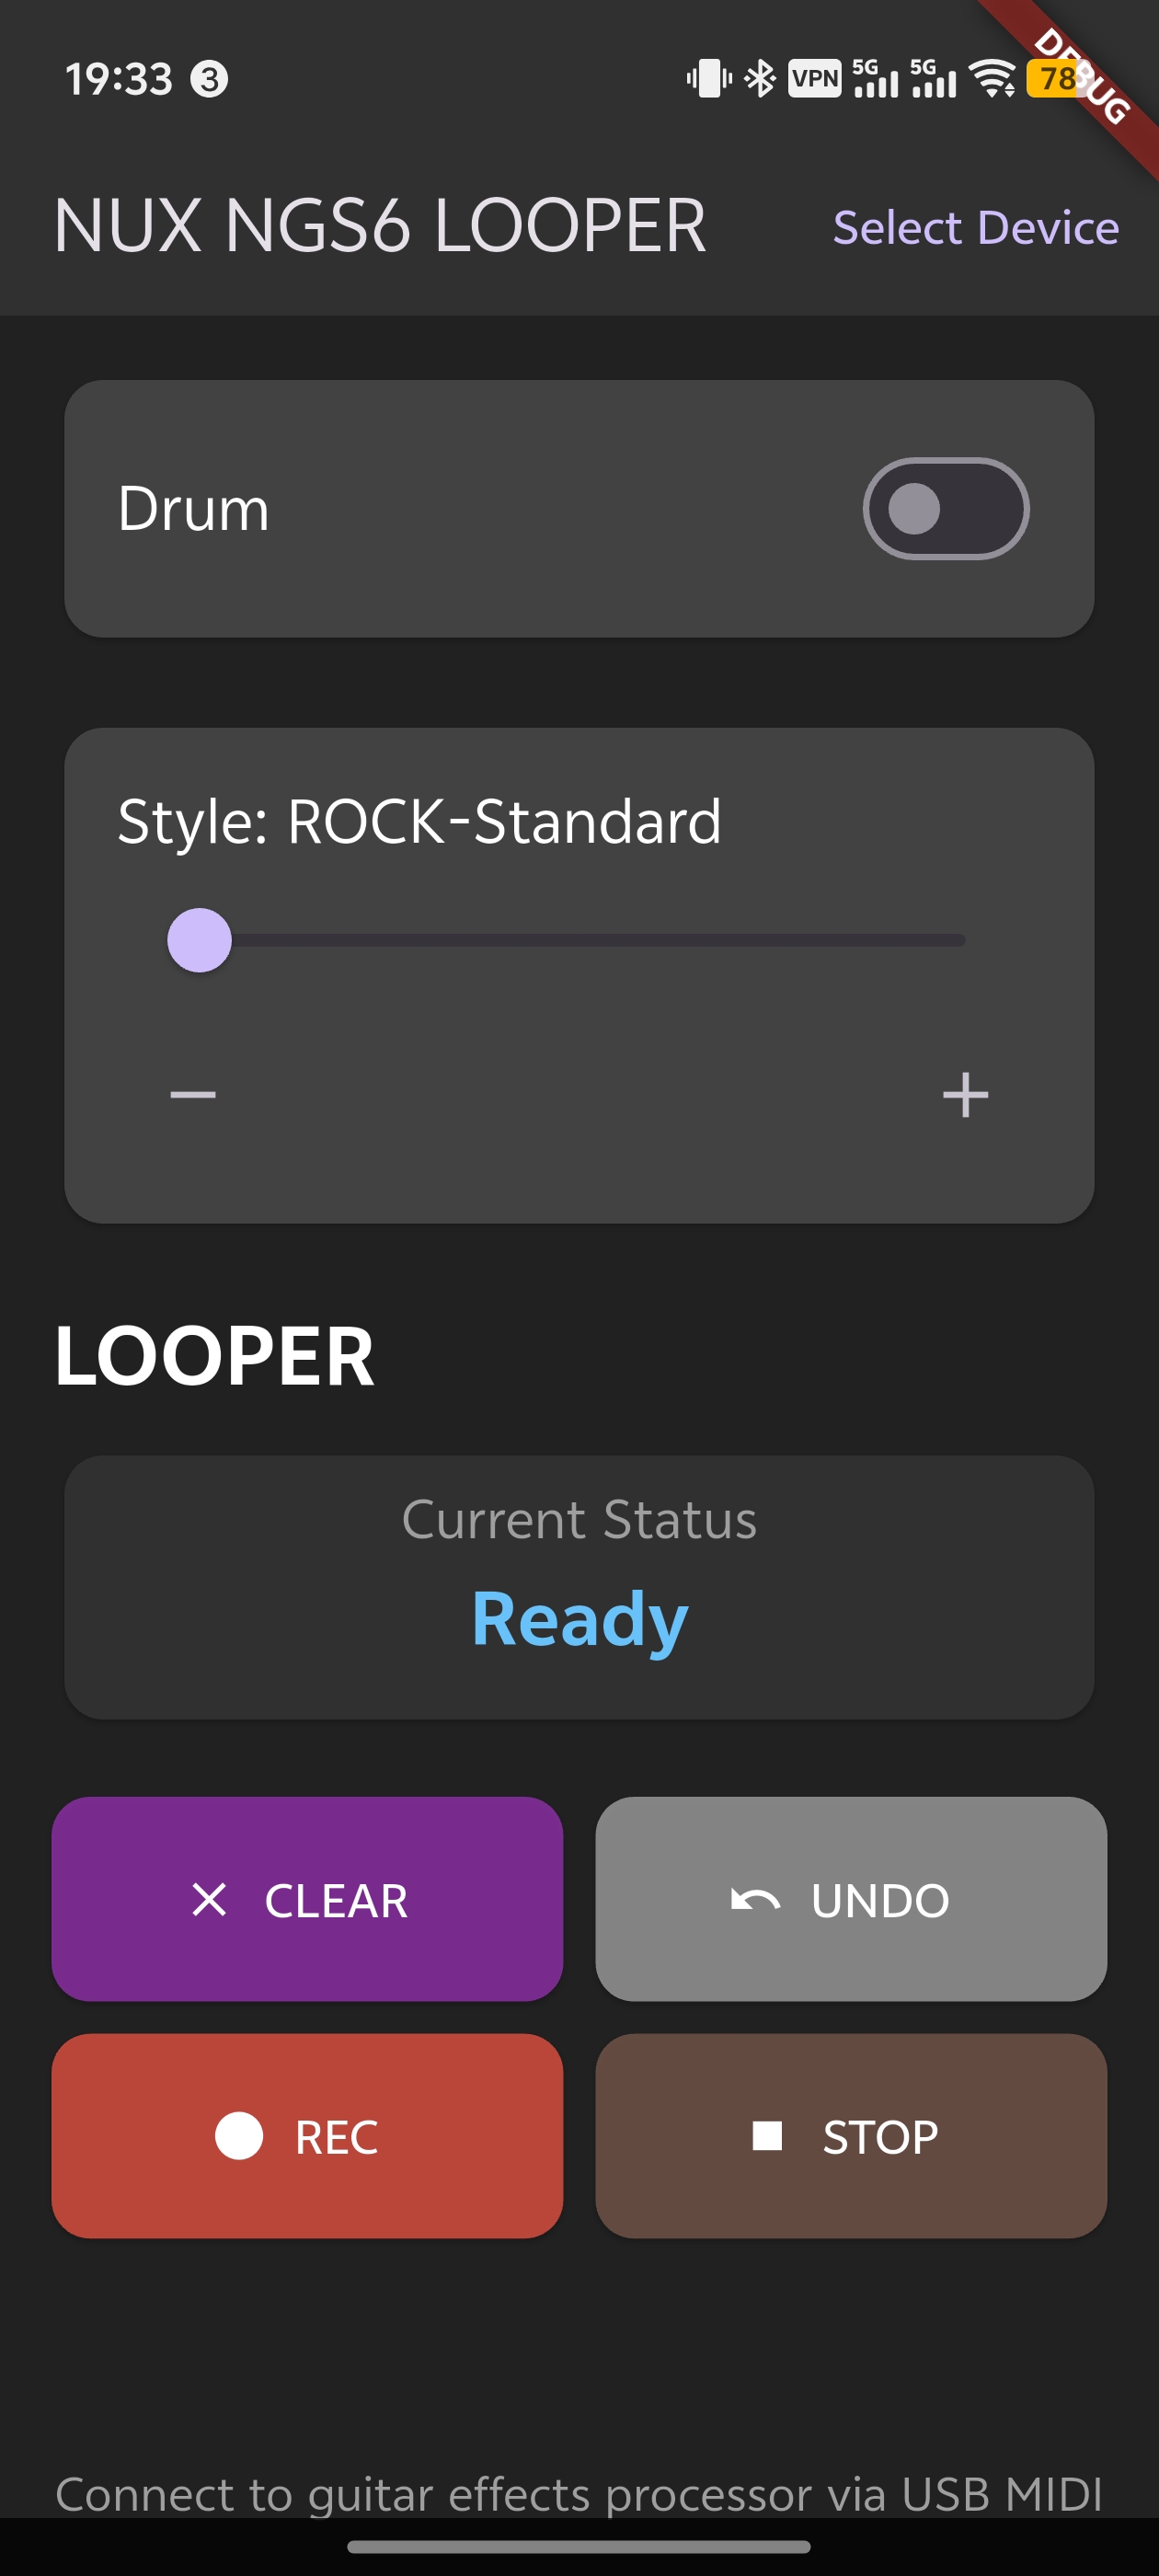 19:33 3 VPN 5G 5G 78
DEBUG
NUX NGS6 LOOPER Select Device
Drum
Style: ROCK-Standard
LOOPER
Current Status
Ready
CLEAR UNDO
REC STOP
Connect to guitar effects processor via USB MIDI